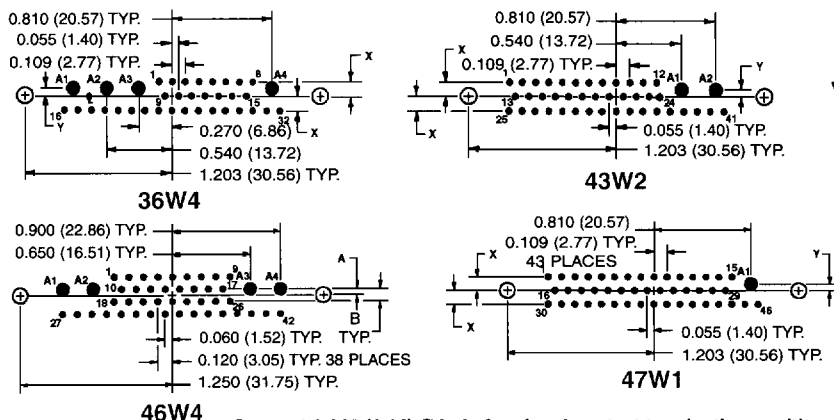 0.810 (20.57) TYP.
0.055 (1.40) TYP.
0.109 (2.77) TYP.
X
A1 A2 A3 1 8 A4
9 15
16 32
Y
X
0.270 (6.86)
0.540 (13.72)
1.203 (30.56) TYP.
36W4
0.810 (20.57)
0.540 (13.72)
0.109 (2.77) TYP.
X
Y
1 12 A1 A2
13 24
25 41
X
0.055 (1.40) TYP.
1.203 (30.56) TYP.
43W2
0.900 (22.86) TYP.
0.650 (16.51) TYP.
A
A1 A2 1 9 A3 A4
10 17
18 26
27 42
B
TYP.
0.060 (1.52) TYP.
0.120 (3.05) TYP. 38 PLACES
1.250 (31.75) TYP.
46W4
0.810 (20.57)
0.109 (2.77) TYP.
43 PLACES
X
Y
1 15 A1
16 29
30 46
X
0.055 (1.40) TYP.
1.203 (30.56) TYP.
47W1